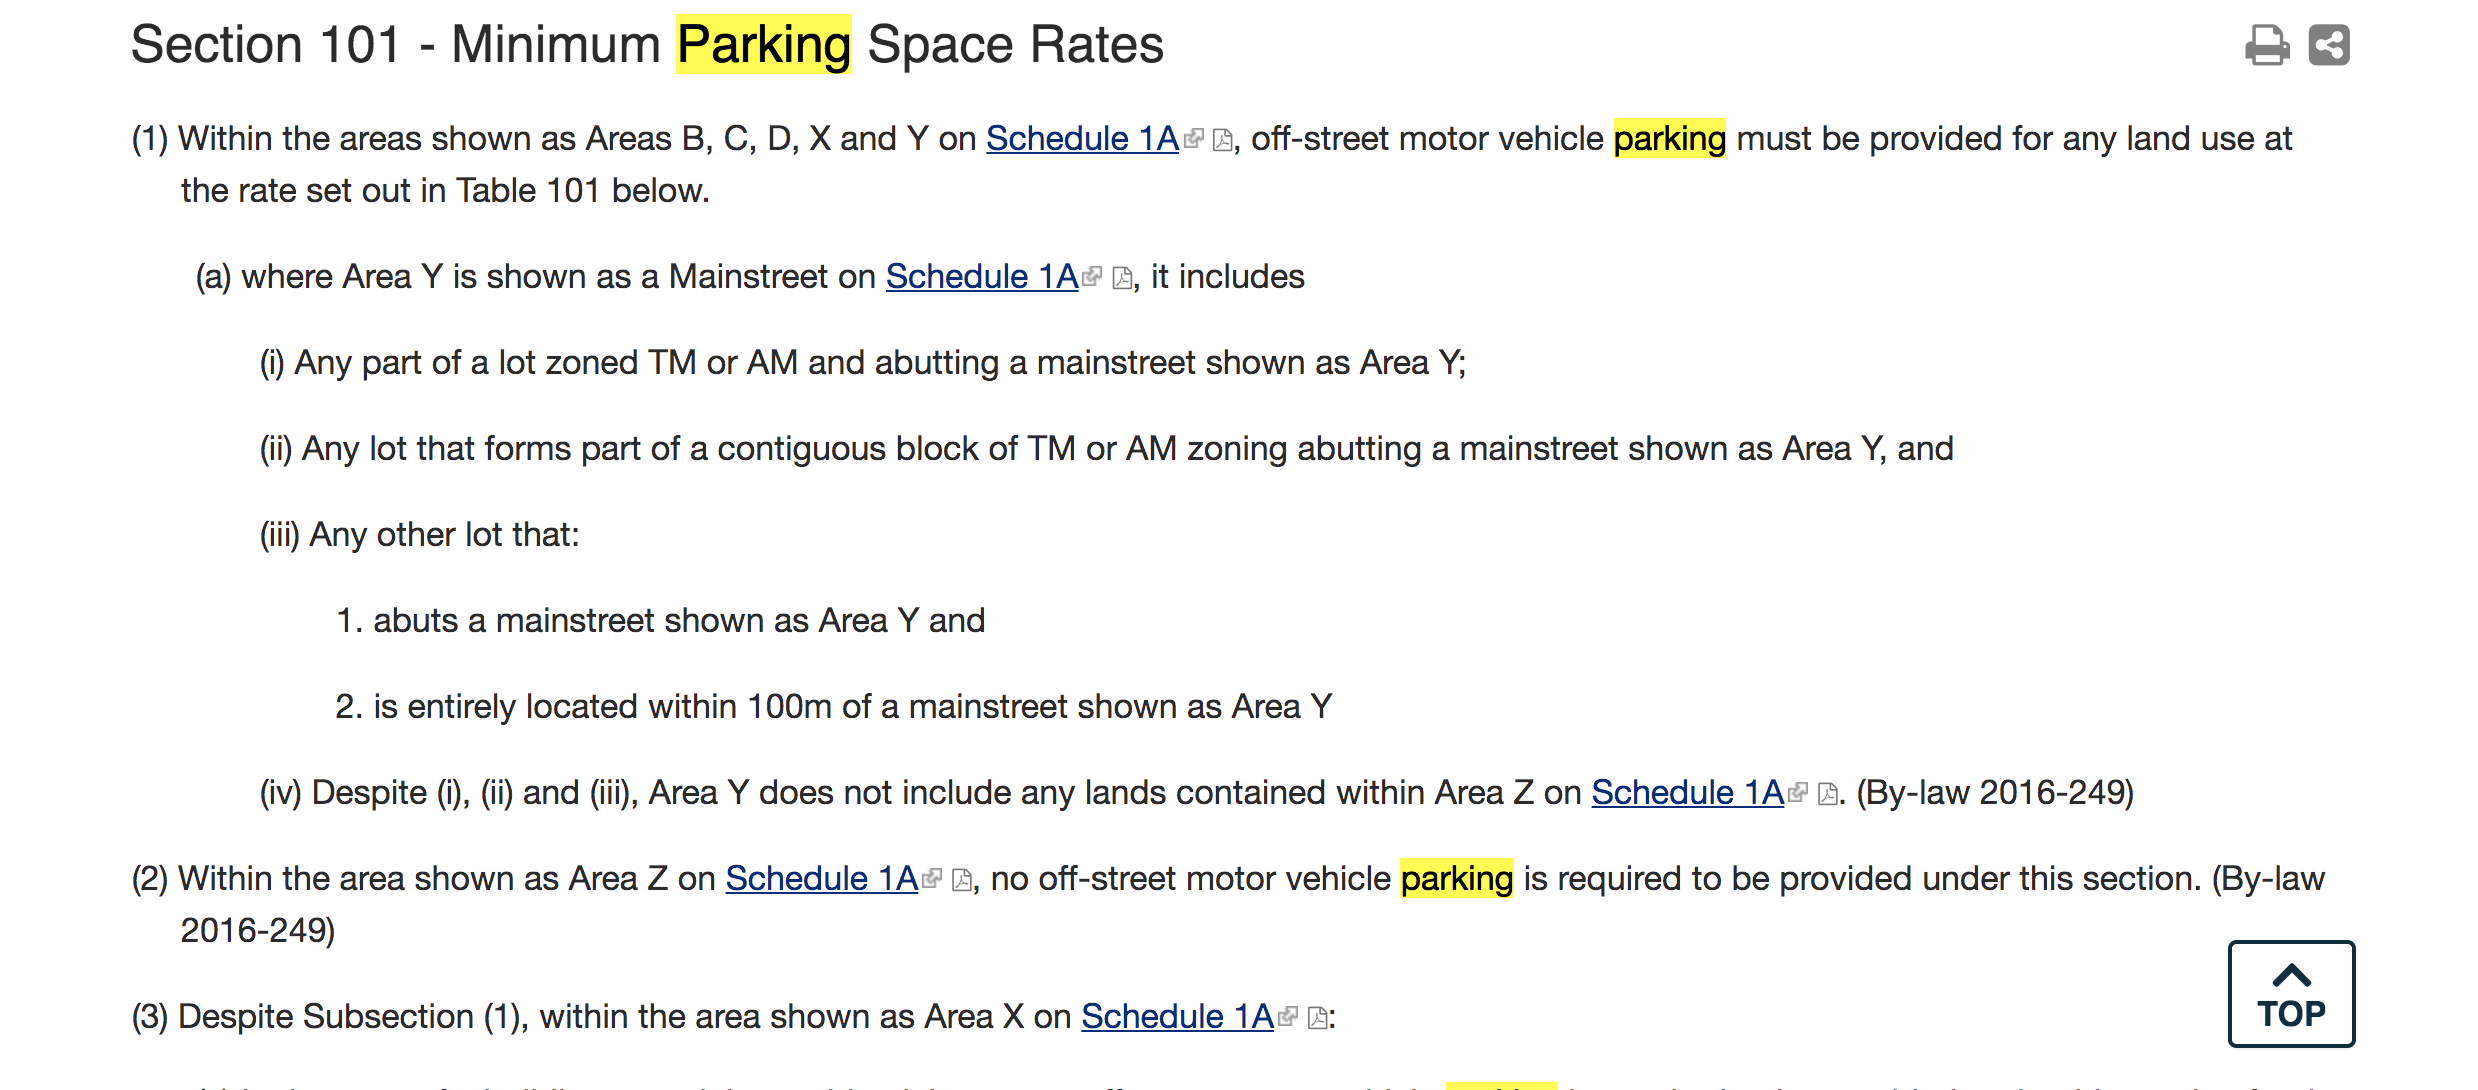 Section 101 - Minimum Parking Space Rates
(1) Within the areas shown as Areas B, C, D, X and Y on Schedule 1A, off-street motor vehicle parking must be provided for any land use at
the rate set out in Table 101 below.
(a) where Area Y is shown as a Mainstreet on Schedule 1A, it includes
(i) Any part of a lot zoned TM or AM and abutting a mainstreet shown as Area Y;
(ii) Any lot that forms part of a contiguous block of TM or AM zoning abutting a mainstreet shown as Area Y, and
(iii) Any other lot that:
1. abuts a mainstreet shown as Area Y and
2. is entirely located within 100m of a mainstreet shown as Area Y
(iv) Despite (i), (ii) and (iii), Area Y does not include any lands contained within Area Z on Schedule 1A. (By-law 2016-249)
(2) Within the area shown as Area Z on Schedule 1A, no off-street motor vehicle parking is required to be provided under this section. (By-law
2016-249)
(3) Despite Subsection (1), within the area shown as Area X on Schedule 1A:
TOP